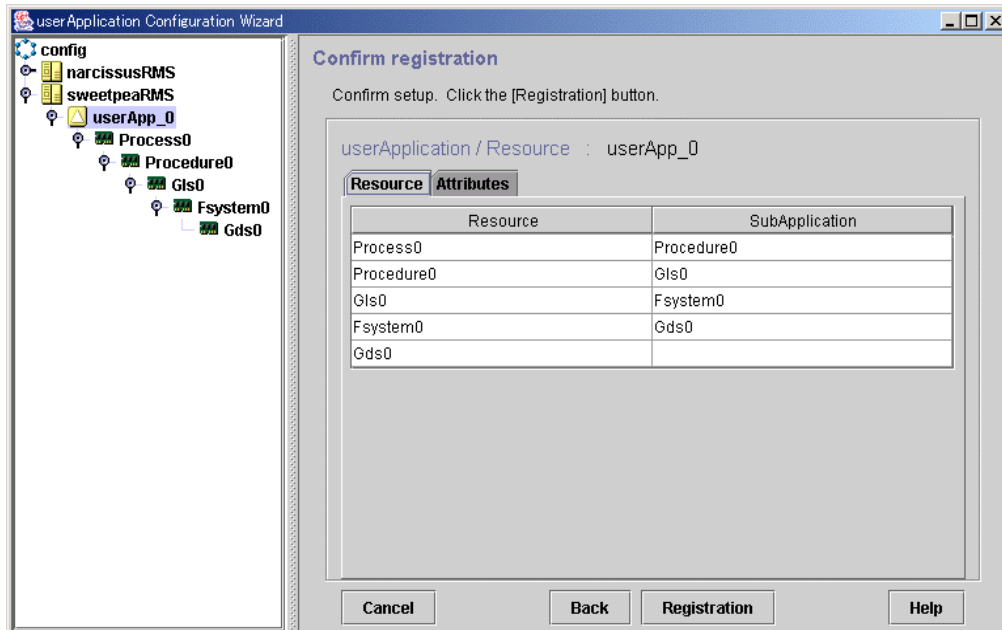 userApplication Configuration Wizard
config
narcissusRMS
sweetpeaRMS
userApp_0
Process0
Procedure0
Gls0
Fsystem0
Gds0
Confirm registration
Confirm setup. Click the [Registration] button.
userApplication / Resource : userApp_0
Resource Attributes
Resource SubApplication
Process0 Procedure0
Procedure0 Gls0
Gls0 Fsystem0
Fsystem0 Gds0
Gds0
Cancel Back Registration Help